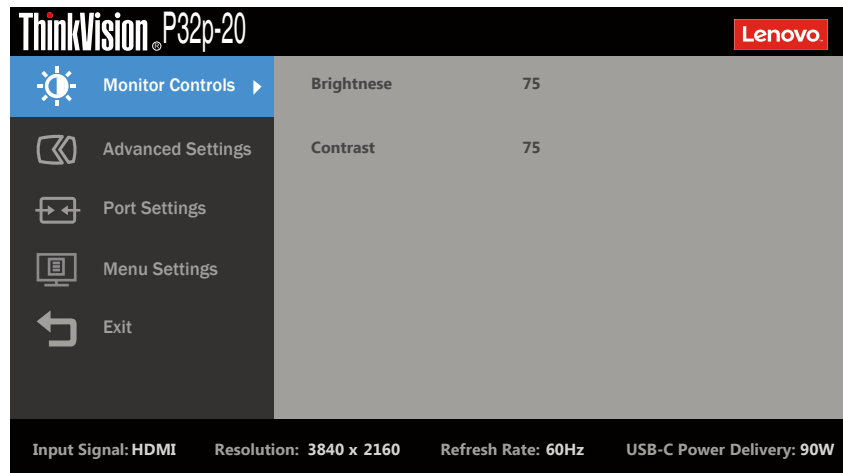 ThinkVision® P32p-20
Lenovo.
Monitor Controls
Brightnese 75
Advanced Settings
Contrast 75
Port Settings
Menu Settings
Exit
Input Signal: HDMI Resolution: 3840 x 2160 Refresh Rate: 60Hz USB-C Power Delivery: 90W